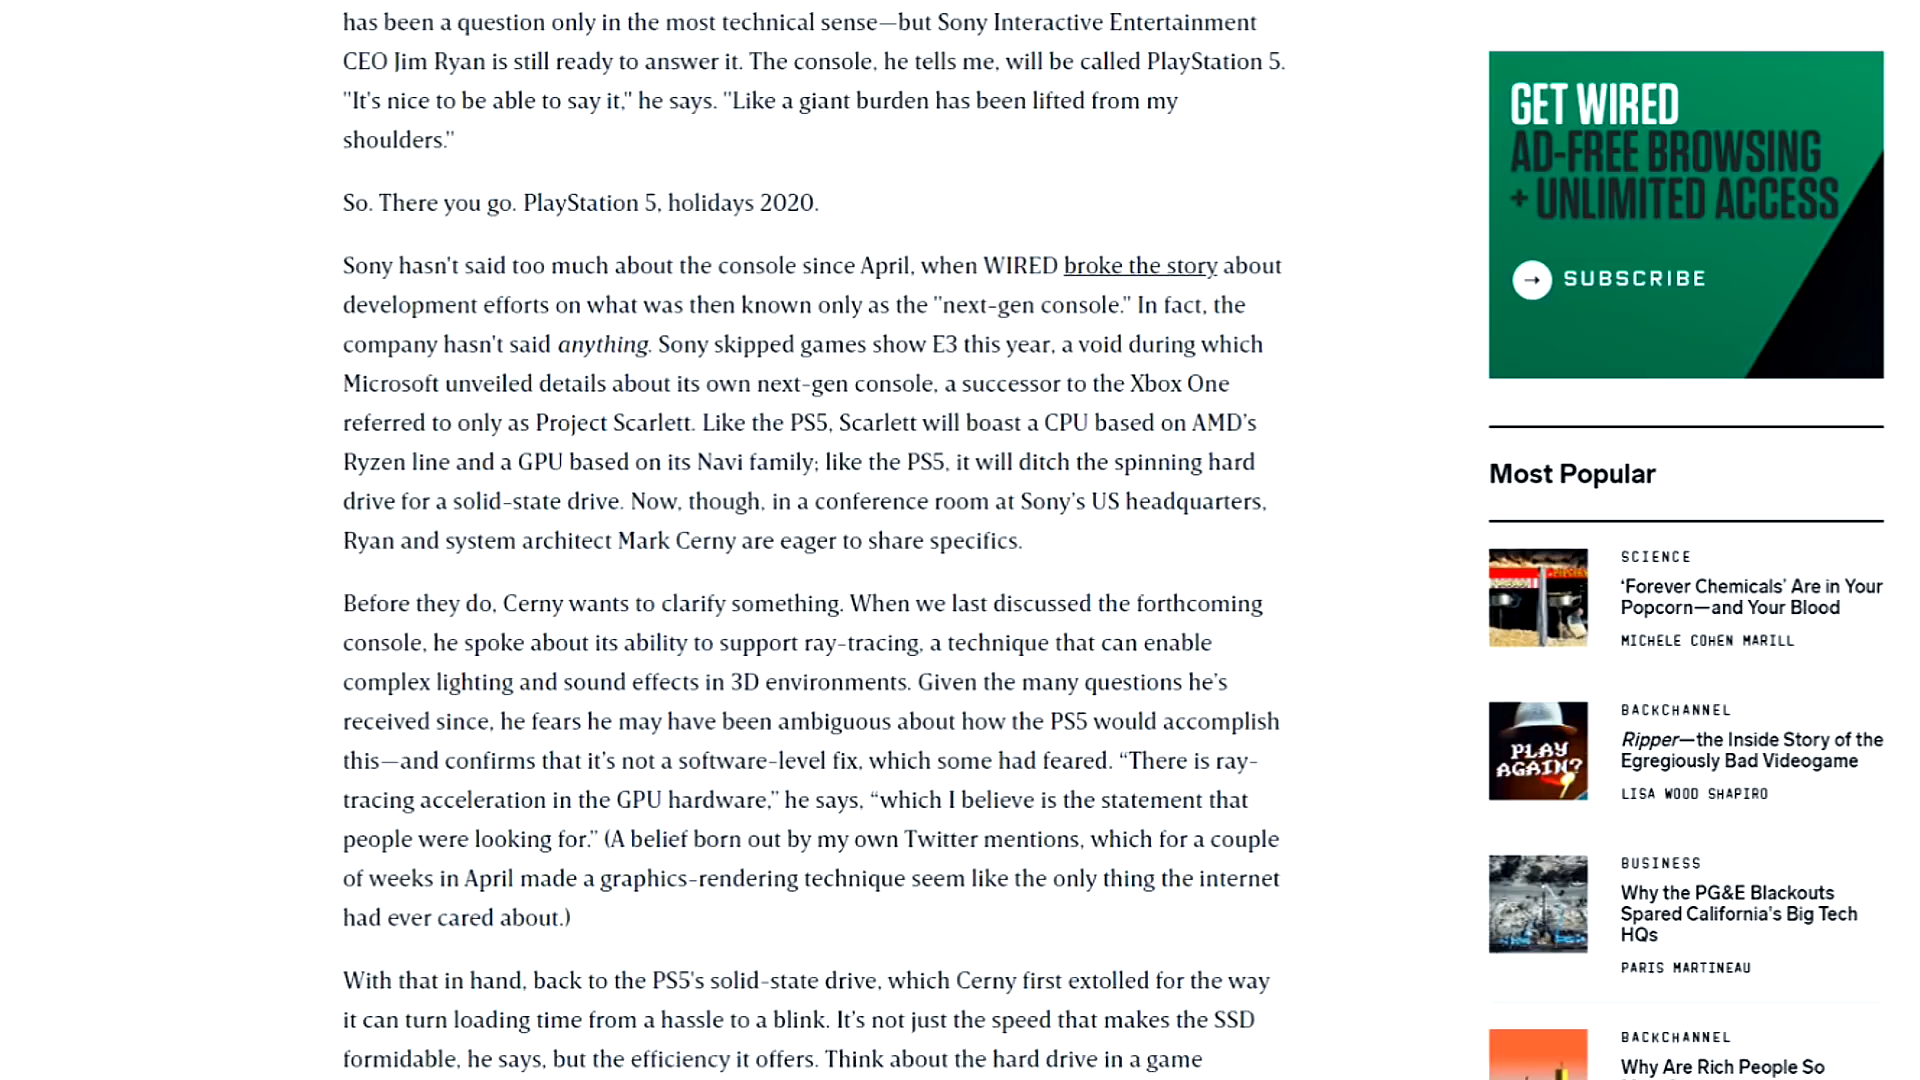 has been a question only in the most technical sense—but Sony Interactive Entertainment
CEO Jim Ryan is still ready to answer it. The console, he tells me, will be called PlayStation 5.
"It's nice to be able to say it," he says. "Like a giant burden has been lifted from my
shoulders."
So. There you go. PlayStation 5, holidays 2020.
Sony hasn't said too much about the console since April, when WIRED broke the story about
development efforts on what was then known only as the "next-gen console." In fact, the
company hasn't said anything. Sony skipped games show E3 this year, a void during which
Microsoft unveiled details about its own next-gen console, a successor to the Xbox One
referred to only as Project Scarlett. Like the PS5, Scarlett will boast a CPU based on AMD's
Ryzen line and a GPU based on its Navi family; like the PS5, it will ditch the spinning hard
drive for a solid-state drive. Now, though, in a conference room at Sony's US headquarters,
Ryan and system architect Mark Cerny are eager to share specifics.
Before they do, Cerny wants to clarify something. When we last discussed the forthcoming
console, he spoke about its ability to support ray-tracing, a technique that can enable
complex lighting and sound effects in 3D environments. Given the many questions he's
received since, he fears he may have been ambiguous about how the PS5 would accomplish
this—and confirms that it's not a software-level fix, which some had feared. “There is ray-
tracing acceleration in the GPU hardware,” he says, “which I believe is the statement that
people were looking for.” (A belief born out by my own Twitter mentions, which for a couple
of weeks in April made a graphics-rendering technique seem like the only thing the internet
had ever cared about.)
With that in hand, back to the PS5's solid-state drive, which Cerny first extolled for the way
it can turn loading time from a hassle to a blink. It's not just the speed that makes the SSD
formidable, he says, but the efficiency it offers. Think about the hard drive in a game
GET WIRED
AD-FREE BROWSING
+ UNLIMITED ACCESS
→ SUBSCRIBE
Most Popular
SCIENCE
‘Forever Chemicals’ Are in Your
Popcorn—and Your Blood
MICHELE COHEN MARILL
PLAY
AGAIN?
BACKCHANNEL
Ripper—the Inside Story of the
Egregiously Bad Videogame
LISA WOOD SHAPIRO
BUSINESS
Why the PG&E Blackouts
Spared California's Big Tech
HQs
PARIS MARTINEAU
BACKCHANNEL
Why Are Rich People So